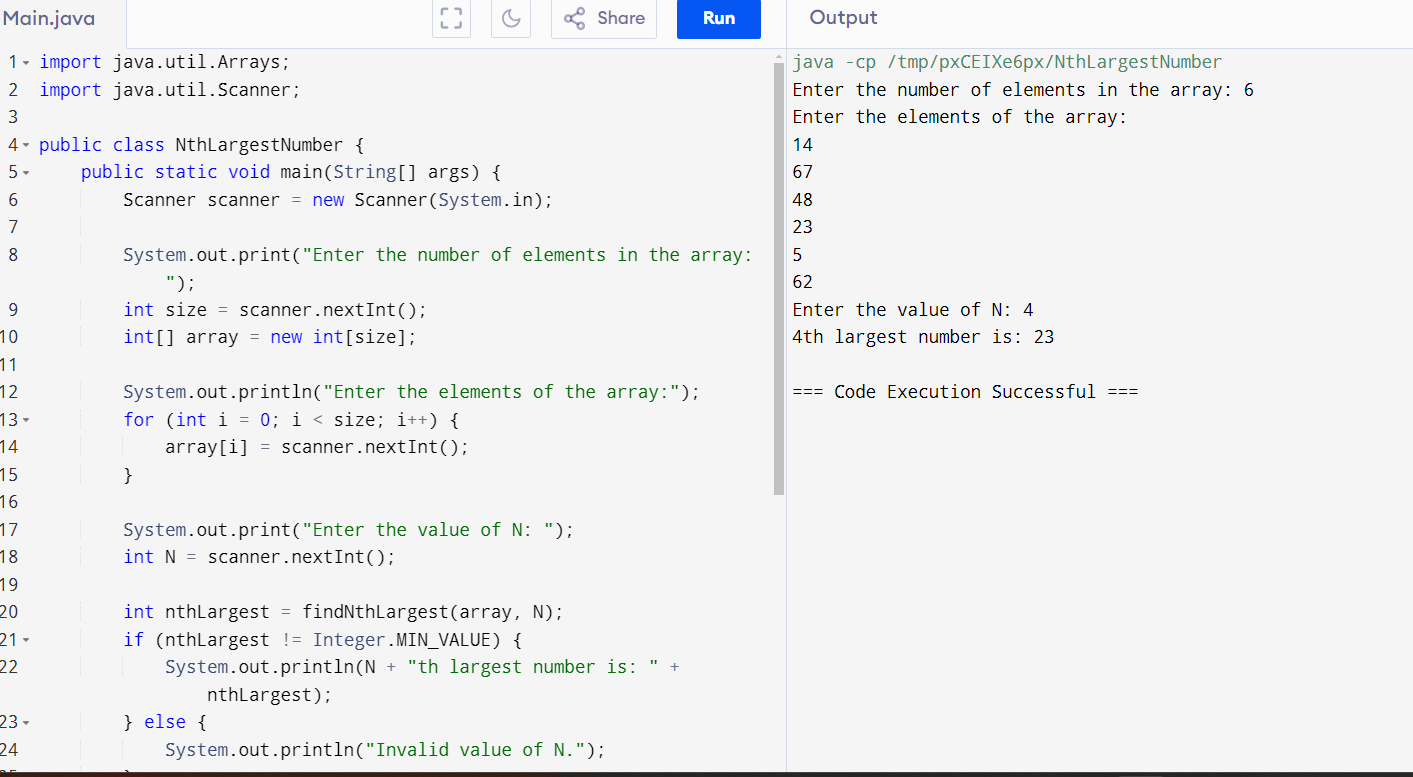 Main.java
Share
Run
Output
1 import java.util.Arrays;
2 import java.util.Scanner;
3
4 public class NthLargestNumber {
5 public static void main(String[] args) {
6 Scanner scanner = new Scanner(System.in);
7
8 System.out.print("Enter the number of elements in the array:
");
9 int size = scanner.nextInt();
10 int[] array = new int[size];
11
12 System.out.println("Enter the elements of the array:");
13 for (int i = 0; i < size; i++) {
14 array[i] = scanner.nextInt();
15 }
16
17 System.out.print("Enter the value of N: ");
18 int N = scanner.nextInt();
19
20 int nthLargest = findNthLargest(array, N);
21 if (nthLargest != Integer.MIN_VALUE) {
22 System.out.println(N + "th largest number is: " +
nthLargest);
23 } else {
24 System.out.println("Invalid value of N.");
java -cp /tmp/pxCEIXe6px/NthLargestNumber
Enter the number of elements in the array: 6
Enter the elements of the array:
14
67
48
23
5
62
Enter the value of N: 4
4th largest number is: 23
=== Code Execution Successful ===